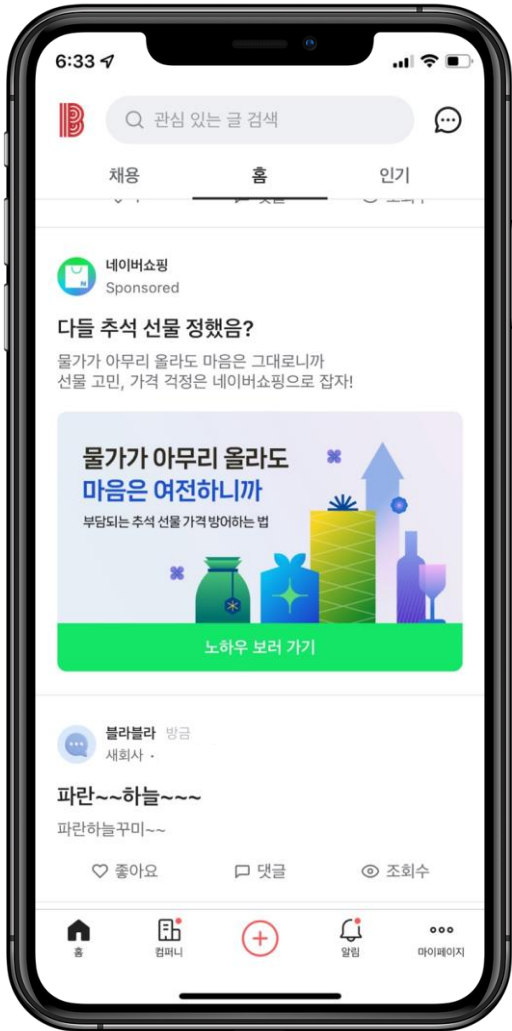 6:33
B
관심 있는 글 검색
채용 홈 인기
네이버쇼핑
Sponsored
다들 추석 선물 정했음?
물가가 아무리 올라도 마음은 그대로니까
선물 고민, 가격 걱정은 네이버쇼핑으로 잡자!
물가가 아무리 올라도
마음은 여전하니까
부담되는 추석 선물 가격 방어하는 법
노하우 보러 가기
블라블라 방금
새회사 ·
파란~~하늘~~~
파란하늘꾸미~~
좋아요 댓글 조회수
홈 컴퍼니 알림 마이페이지